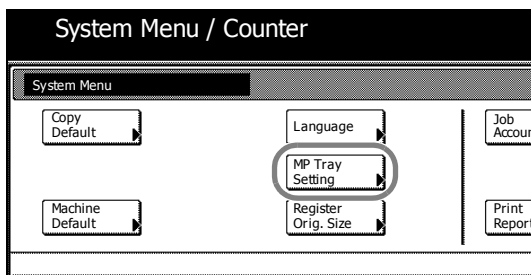 System Menu / Counter
System Menu
Copy
Default
Language
Job
Accour
MP Tray
Setting
Machine
Default
Register
Orig. Size
Print
Report